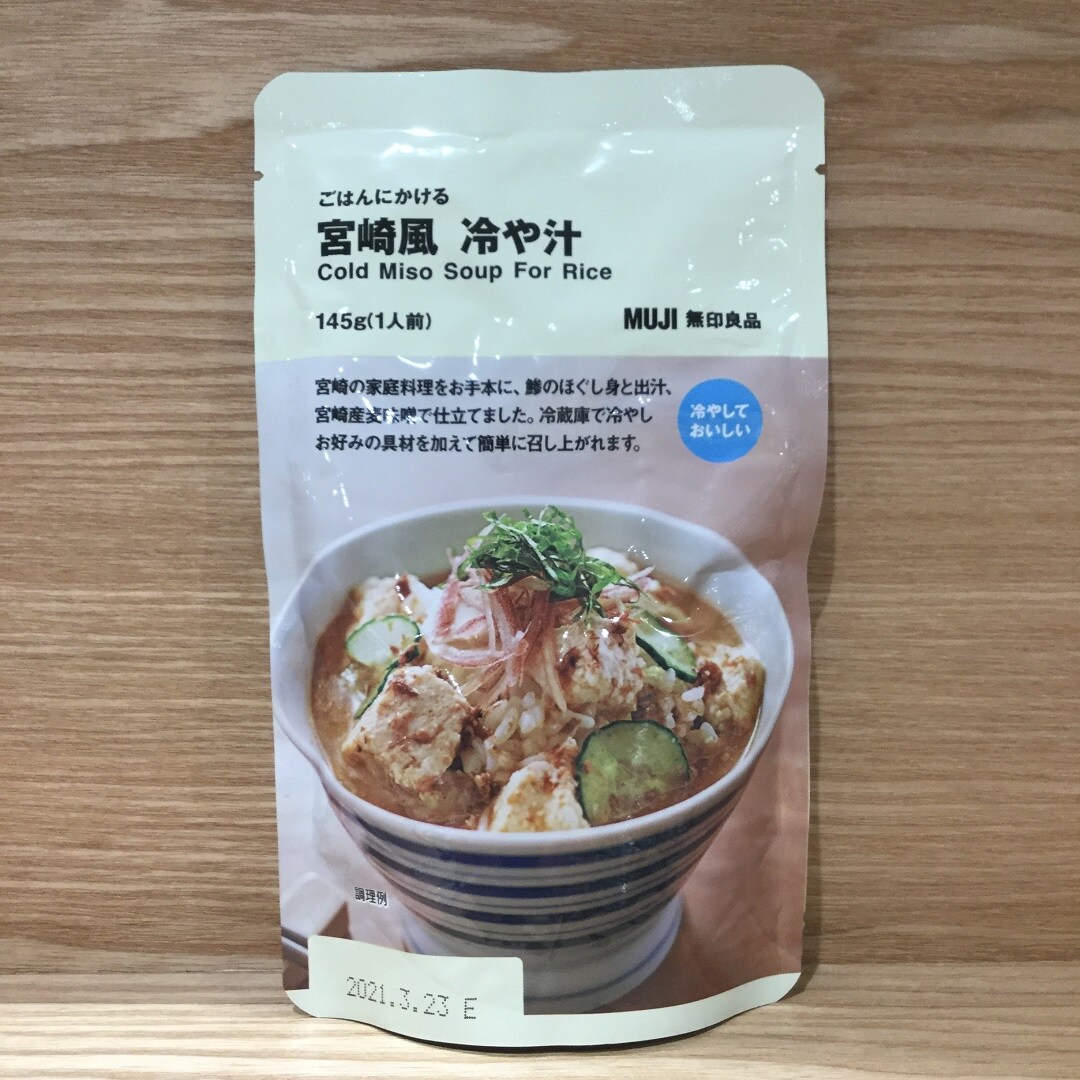 ごはんにかける
宮崎風 冷や汁
Cold Miso Soup For Rice
145g(1人前)
MUJI 無印良品
宮崎の家庭料理をお手本に、鯵のほぐし身と出汁、
宮崎産麦味噌で仕立てました。冷蔵庫で冷やし
お好みの具材を加えて簡単に召し上がれます。
冷やして
おいしい
調理例
2021.3.23 E